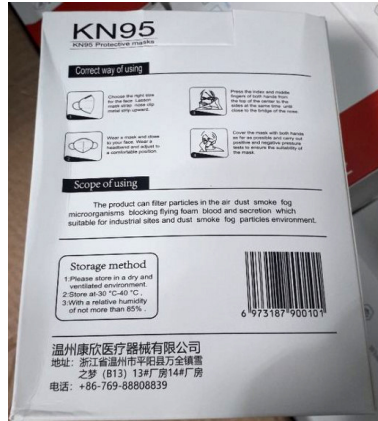 KN95
KN95 Protective masks
Correct way of using
Choose the right size
for the face. Lesson
mask strap, nose clip
metal strip upward.
Press the index and middle
fingers of both hands from
the top of the center to the
sides at the same time until
close to the bridge of the nose.
Wear a mask and close
to your face. Wear a
headband and adjust to
a comfortable position.
Cover the mask with both hands
as far as possible and carry out
positive and negative pressure
tests to ensure the suitability of
the mask.
Scope of using
The product can filter particles in the air dust smoke fog
microorganisms blocking flying foam blood and secretion which
suitable for industrial sites and dust smoke fog particles environment.
Storage method
1:Please store in a dry and
ventilated environment.
2:Store at-30 °C-40 °C .
3:With a relative humidity
of not more than 85% .
6 973187 900101
温州康欣医疗器械有限公司
地址：浙江省温州市平阳县万全镇雪
之梦（B13）13#厂房14#厂房
电话：+86-769-88808839